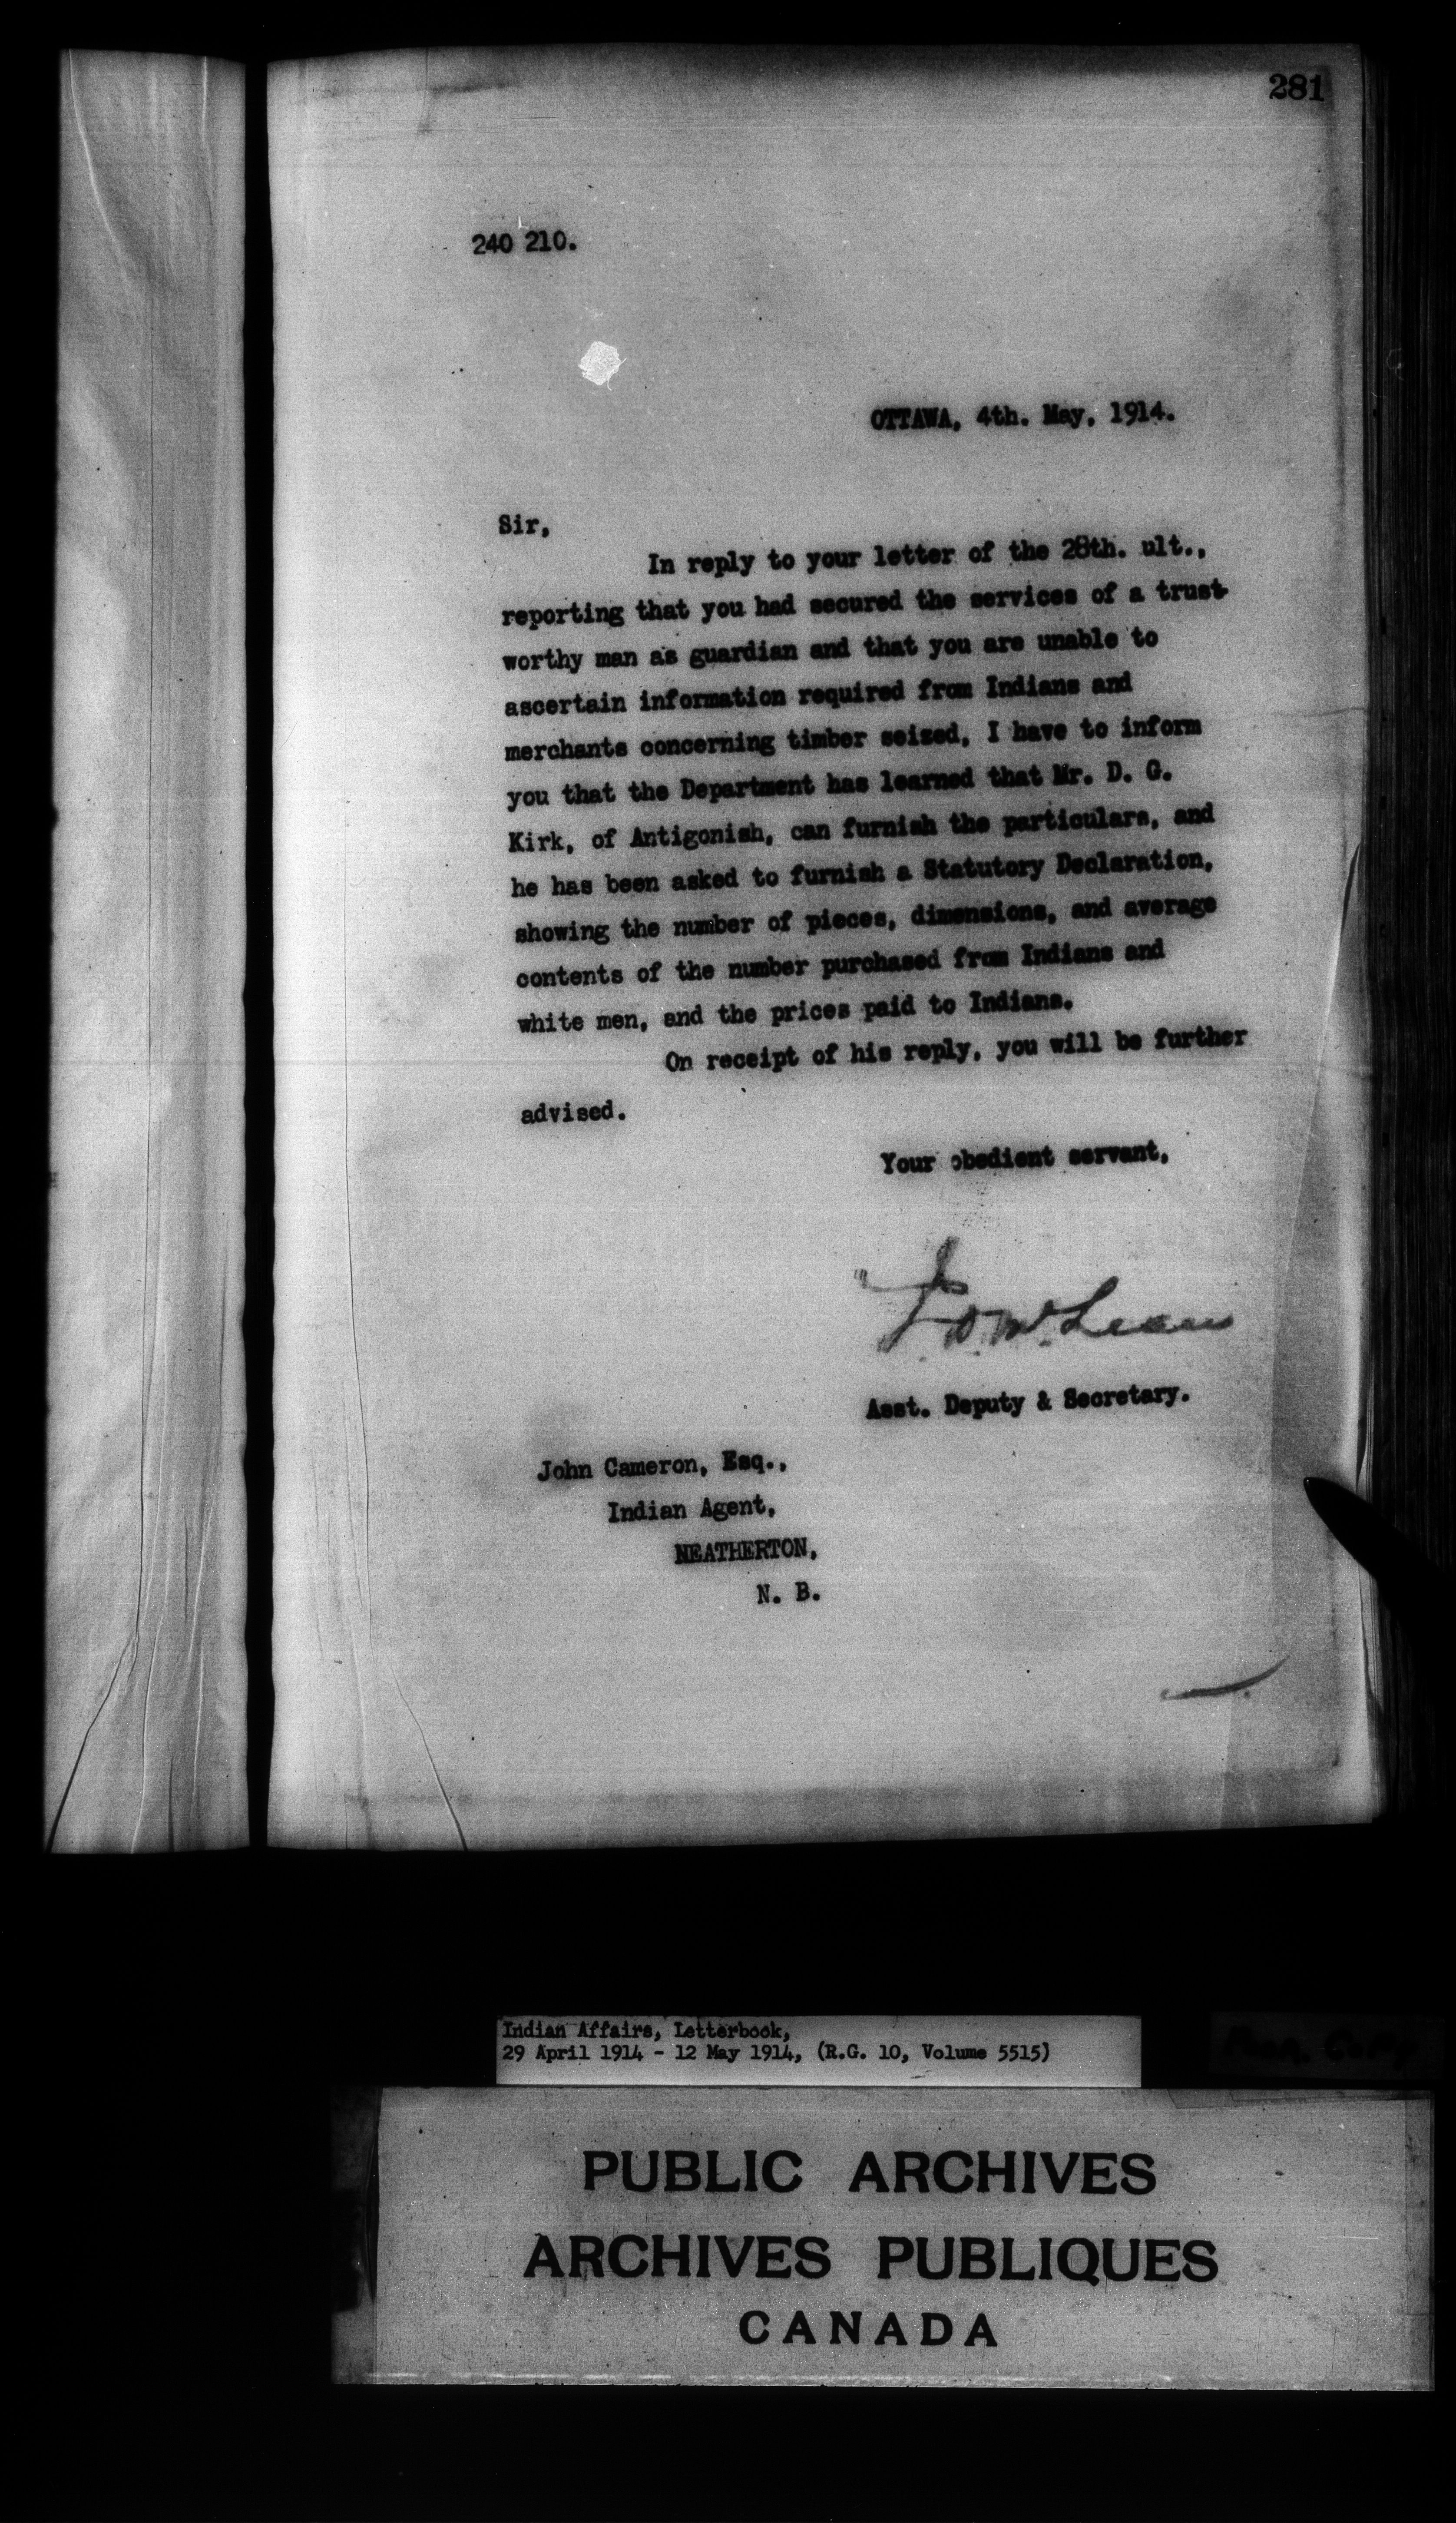 281
240 210.
OTTAWA, 4th. May, 1914.
Sir,
In reply to your letter of the 28th. ult.,
reporting that you had secured the services of a trust-
worthy man as guardian and that you are unable to
ascertain information required from Indians and
merchants concerning timber seized, I have to inform
you that the Department has learned that Mr. D. G.
Kirk, of Antigonish, can furnish the particulars, and
he has been asked to furnish a Statutory Declaration,
showing the number of pieces, dimensions, and average
contents of the number purchased from Indians and
white men, and the prices paid to Indians.
On receipt of his reply, you will be further
advised.
Your obedient servant,
J. D. McLean
Asst. Deputy & Secretary.
John Cameron, Esq.,
Indian Agent,
HEATHERTON,
N. B.
Indian Affairs, Letterbook,
29 April 1914 - 12 May 1914, (R.G. 10, Volume 5515)
PUBLIC ARCHIVES
ARCHIVES PUBLIQUES
CANADA